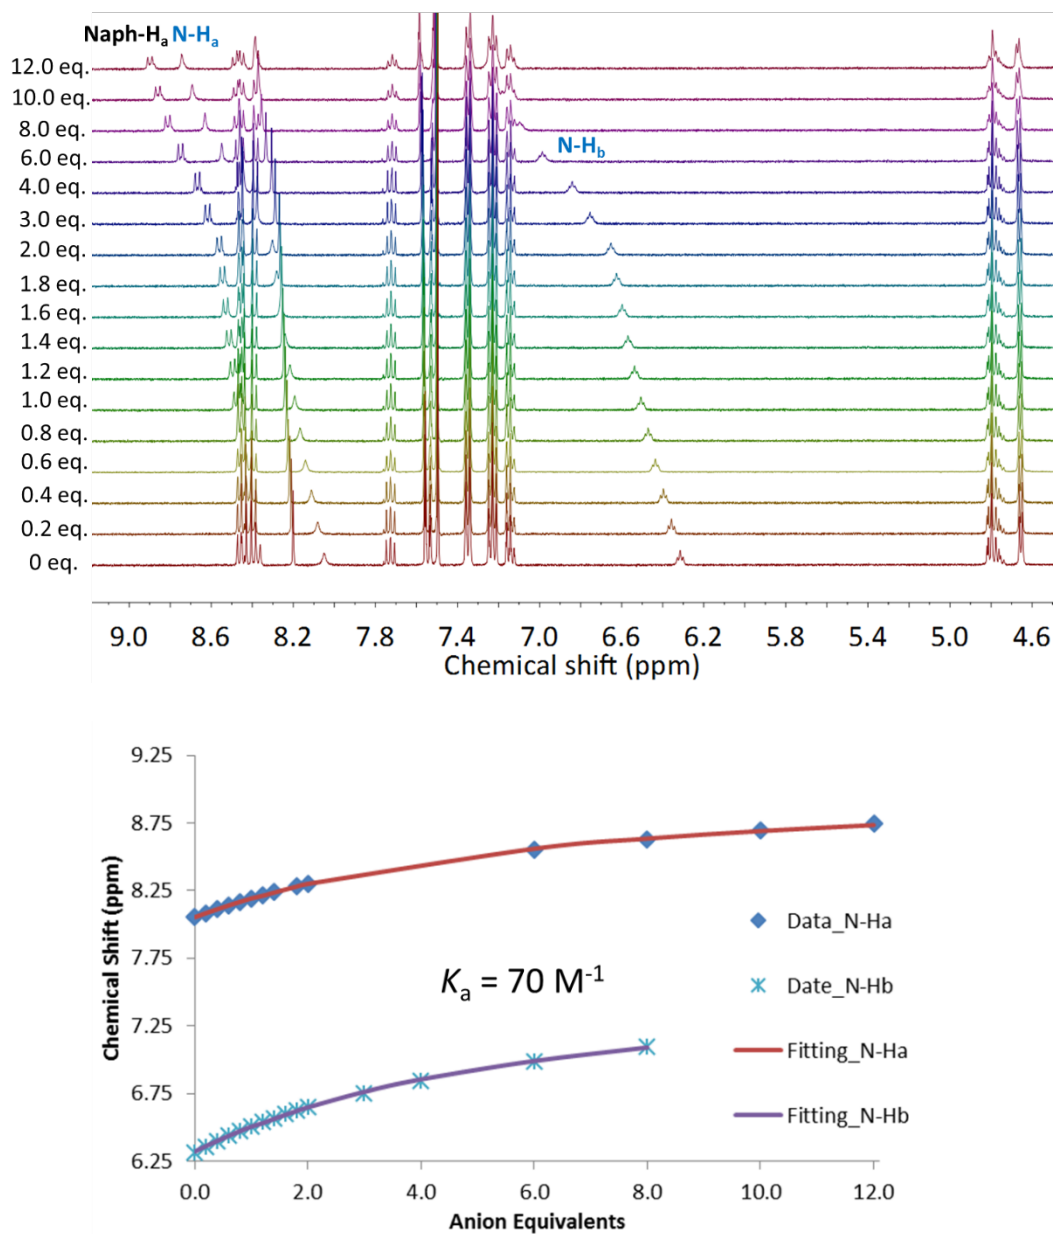 Naph-Ha N-Ha
12.0 eq.
10.0 eq.
8.0 eq.
6.0 eq.
N-Hb
4.0 eq.
3.0 eq.
2.0 eq.
1.8 eq.
1.6 eq.
1.4 eq.
1.2 eq.
1.0 eq.
0.8 eq.
0.6 eq.
0.4 eq.
0.2 eq.
0 eq.
9.0 8.6 8.2 7.8 7.4 7.0 6.6 6.2 5.8 5.4 5.0 4.6
Chemical shift (ppm)
9.25
8.75
8.25
7.75
7.25
6.75
6.25
Chemical Shift (ppm)
Ka = 70 M-1
Data_N-Ha
Date_N-Hb
Fitting_N-Ha
Fitting_N-Hb
0.0 2.0 4.0 6.0 8.0 10.0 12.0
Anion Equivalents